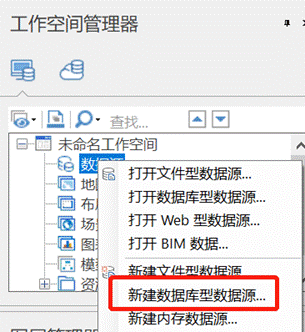 工作空间管理器
查找...
未命名工作空间
数据源
打开文件型数据源...
打开数据库型数据源...
打开 Web 型数据源...
打开 BIM 数据...
新建文件型数据源...
新建数据库型数据源...
新建内存数据源...
地
布
场
图
模
资